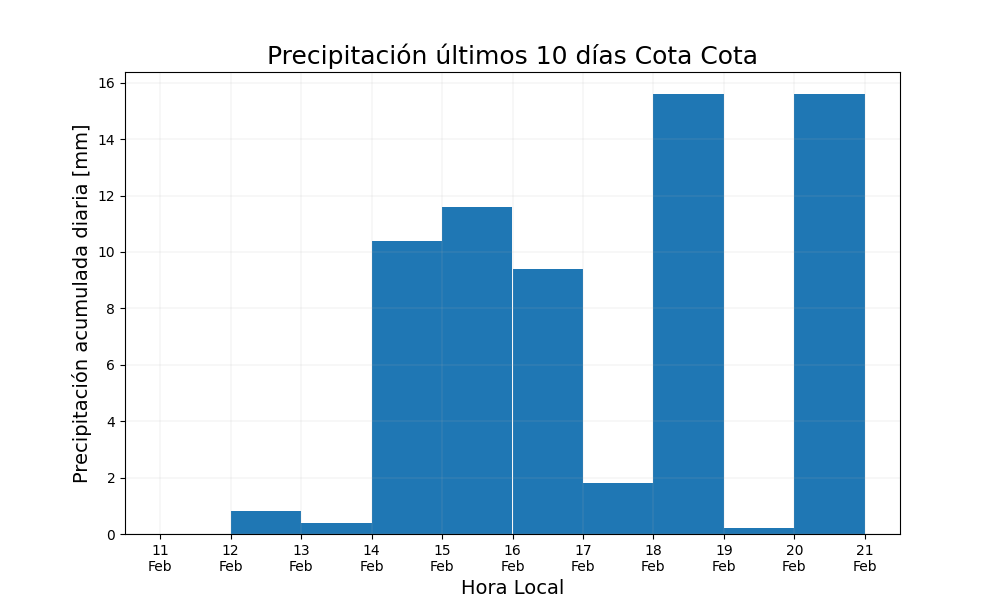 Precipitación últimos 10 días Cota Cota
Precipitación acumulada diaria [mm]
16
14
12
10
8
6
4
2
0
11 12 13 14 15 16 17 18 19 20 21
Feb Feb Feb Feb Feb Feb Feb Feb Feb Feb Feb
Hora Local